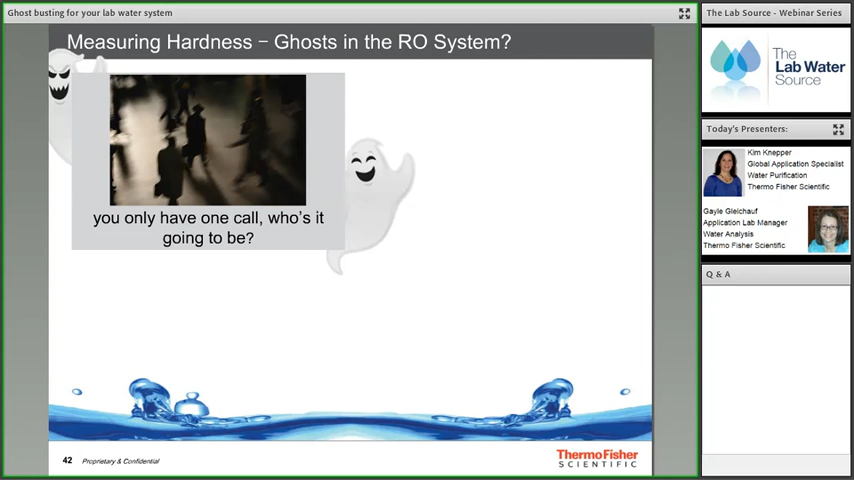 Ghost busting for your lab water system
Measuring Hardness – Ghosts in the RO System?
you only have one call, who's it
going to be?
42 Proprietary & Confidential
ThermoFisher
SCIENTIFIC
The Lab Source - Webinar Series
The
Lab Water
Source
Today's Presenters:
Kim Knepper
Global Application Specialist
Water Purification
Thermo Fisher Scientific
Gayle Gleichauf
Application Lab Manager
Water Analysis
Thermo Fisher Scientific
Q & A